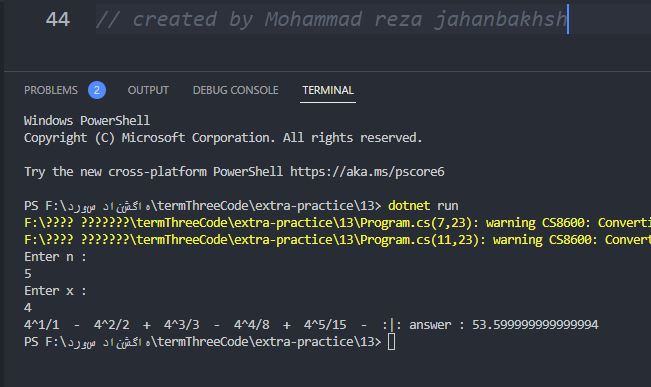 44 // created by Mohammad reza jahanbakhsh
PROBLEMS 2 OUTPUT DEBUG CONSOLE TERMINAL
Windows PowerShell
Copyright (C) Microsoft Corporation. All rights reserved.
Try the new cross-platform PowerShell https://aka.ms/pscore6
PS F:\دروس دانشگاه\termThreeCode\extra-practice\13> dotnet run
F:\???? ???????\termThreeCode\extra-practice\13\Program.cs(7,23): warning CS8600: Converti
F:\???? ???????\termThreeCode\extra-practice\13\Program.cs(11,23): warning CS8600: Convert
Enter n :
5
Enter x :
4
4^1/1 - 4^2/2 + 4^3/3 - 4^4/8 + 4^5/15 - :|: answer : 53.599999999999994
PS F:\دروس دانشگاه\termThreeCode\extra-practice\13>